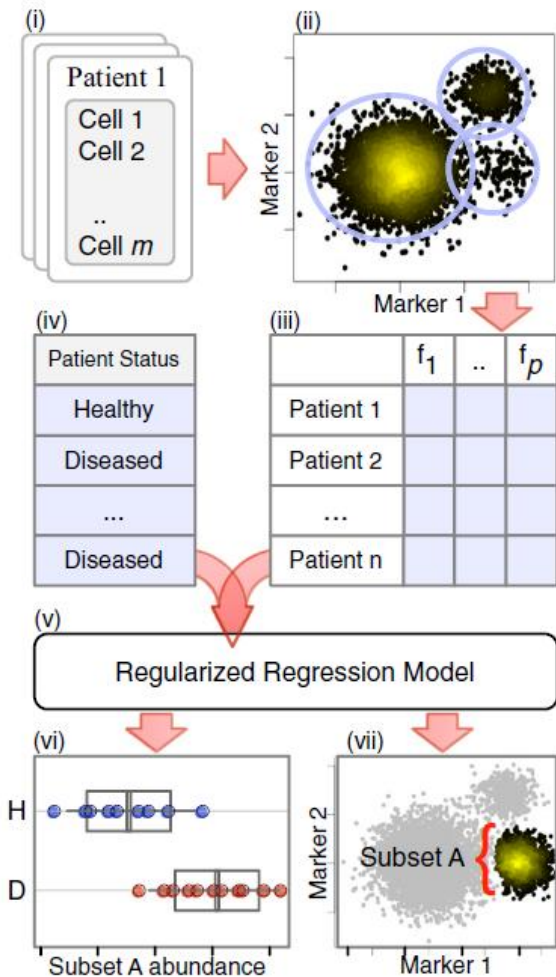 (i)
Patient 1
Cell 1
Cell 2
..
Cell m
(ii)
Marker 2
Marker 1
(iv)
Patient Status
Healthy
Diseased
...
Diseased
(iii)
f1 .. fp
Patient 1
Patient 2
...
Patient n
(v)
Regularized Regression Model
(vi)
H
D
Subset A abundance
(vii)
Marker 2
Subset A {
Marker 1